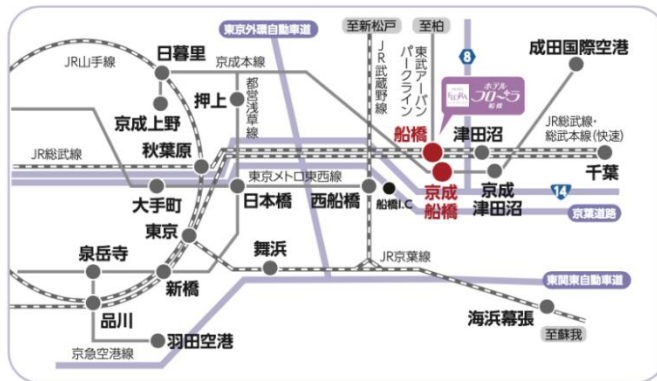 東京外環自動車道
至新松戸
至柏
JR山手線
日暮里
京成本線
都営浅草線
JR武蔵野線
東武アーバン
パークライン
8
成田国際空港
押上
京成上野
ホテル
フローラ
船橋
船橋
津田沼
JR総武線・
総武本線(快速)
JR総武線
秋葉原
東京メトロ東西線
千葉
大手町
日本橋
西船橋
船橋I.C
京成
船橋
京成
津田沼
14
京葉道路
東京
泉岳寺
舞浜
JR京葉線
新橋
東関東自動車道
品川
海浜幕張
羽田空港
至蘇我
京急空港線